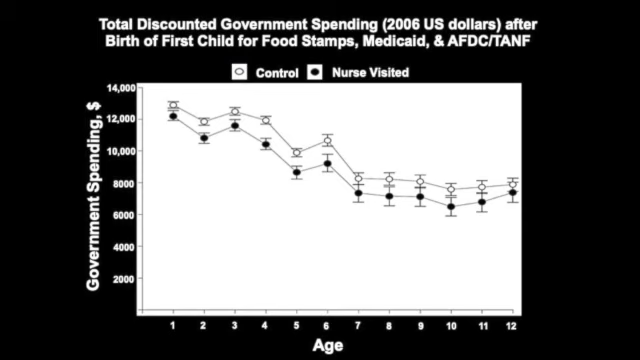 Total Discounted Government Spending (2006 US dollars) after
Birth of First Child for Food Stamps, Medicaid, & AFDC/TANF
Control Nurse Visited
Government Spending, $
14,000
12,000
10,000
8000
6000
4000
2000
1 2 3 4 5 6 7 8 9 10 11 12
Age